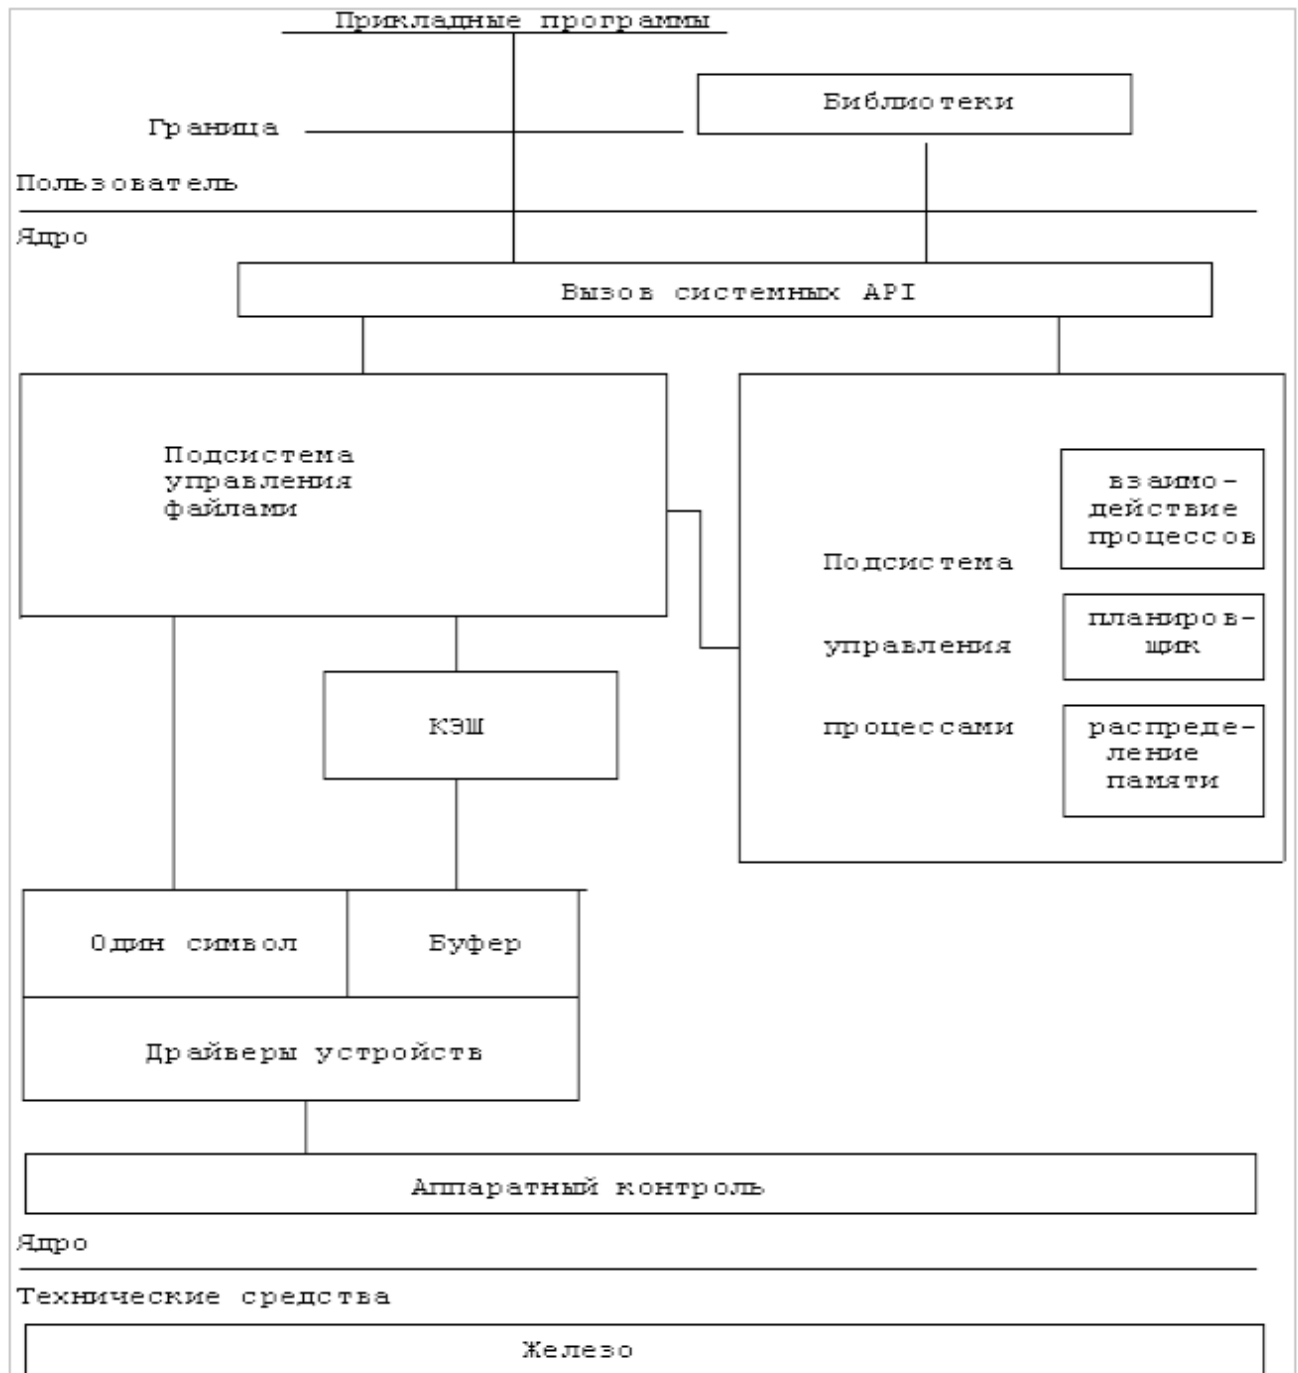 Прикладные программы
Библиотеки
Граница
Пользователь
Ядро
Вызов системных API
Подсистема
управления
файлами
взаимо-
действие
процессов
Подсистема
управления
процессами
планиров-
щик
распреде-
ление
памяти
КЭШ
Один символ
Буфер
Драйверы устройств
Аппаратный контроль
Ядро
Технические средства
Железо